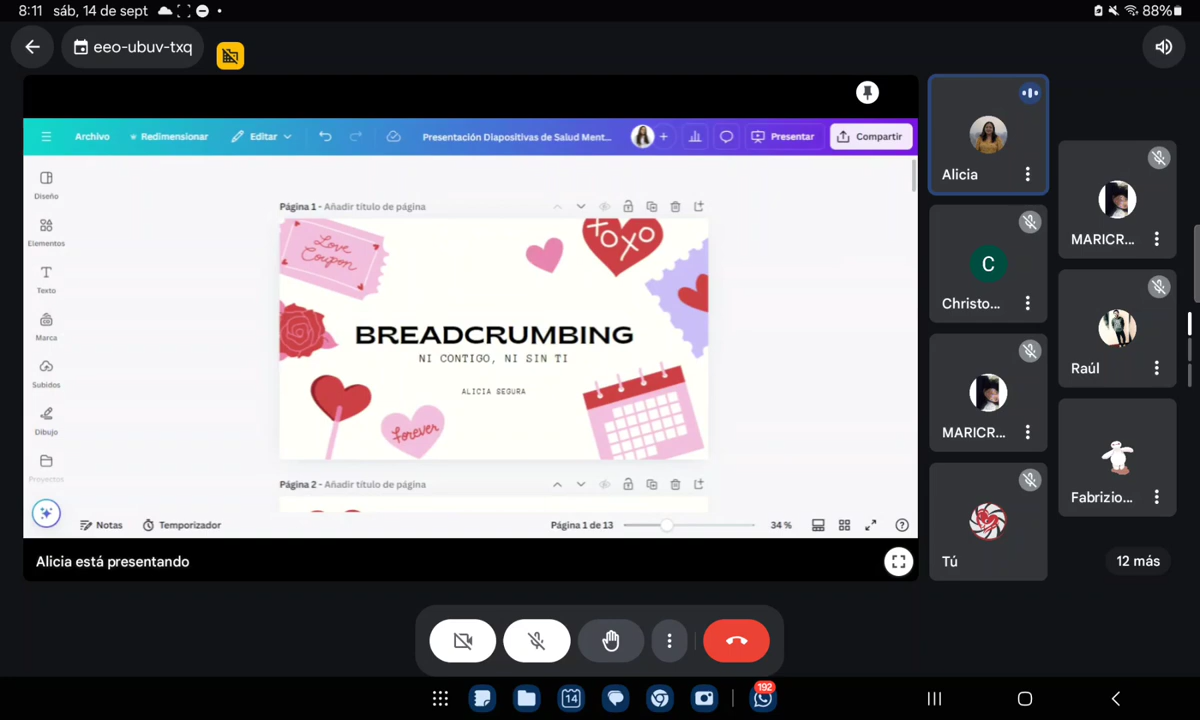 8:11 sáb, 14 de sept
88%
eeo-ubuv-txq
Archivo Redimensionar Editar Presentación Diapositivas de Salud Ment... Presentar Compartir
Diseño
Elementos
Texto
Marca
Subidos
Dibujo
Proyectos
Página 1 - Añadir título de página
Love
Coupon
XOXO
BREADCRUMBING
NI CONTIGO, NI SIN TI
ALICIA SEGURA
forever
Página 2 - Añadir título de página
Notas Temporizador Página 1 de 13 34 %
Alicia está presentando
Alicia
MARICR...
C
Christo...
Raúl
MARICR...
Fabrizio...
Tú
12 más
14
192